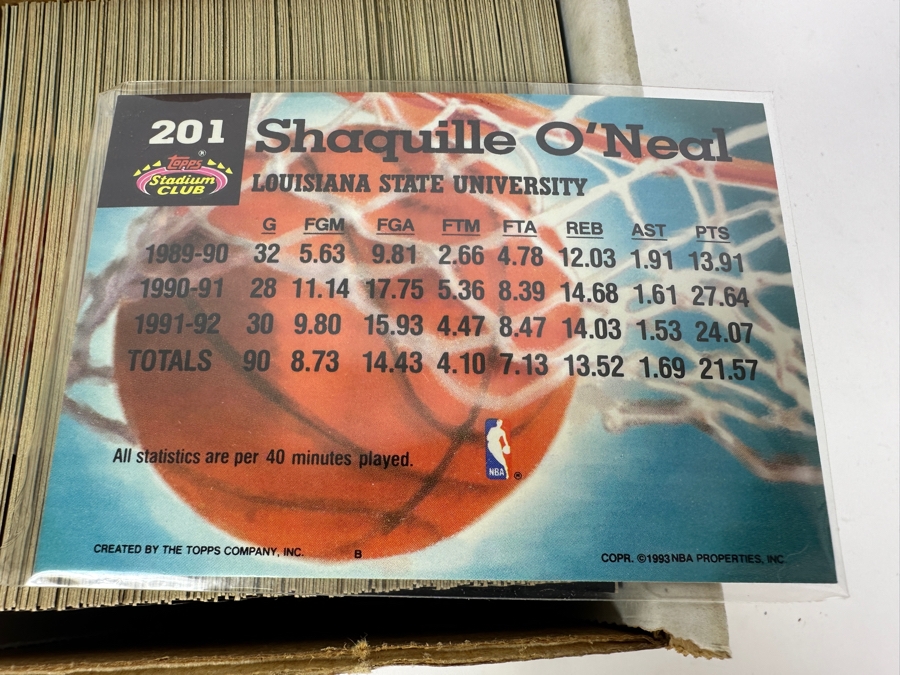 201
Shaquille O'Neal
Topps®
Stadium
CLUB
LOUISIANA STATE UNIVERSITY
G FGM FGA FTM FTA REB AST PTS
1989-90 32 5.63 9.81 2.66 4.78 12.03 1.91 13.91
1990-91 28 11.14 17.75 5.36 8.39 14.68 1.61 27.64
1991-92 30 9.80 15.93 4.47 8.47 14.03 1.53 24.07
TOTALS 90 8.73 14.43 4.10 7.13 13.52 1.69 21.57
All statistics are per 40 minutes played.
NBA ®
CREATED BY THE TOPPS COMPANY, INC. B COPR. ©1993 NBA PROPERTIES, INC.